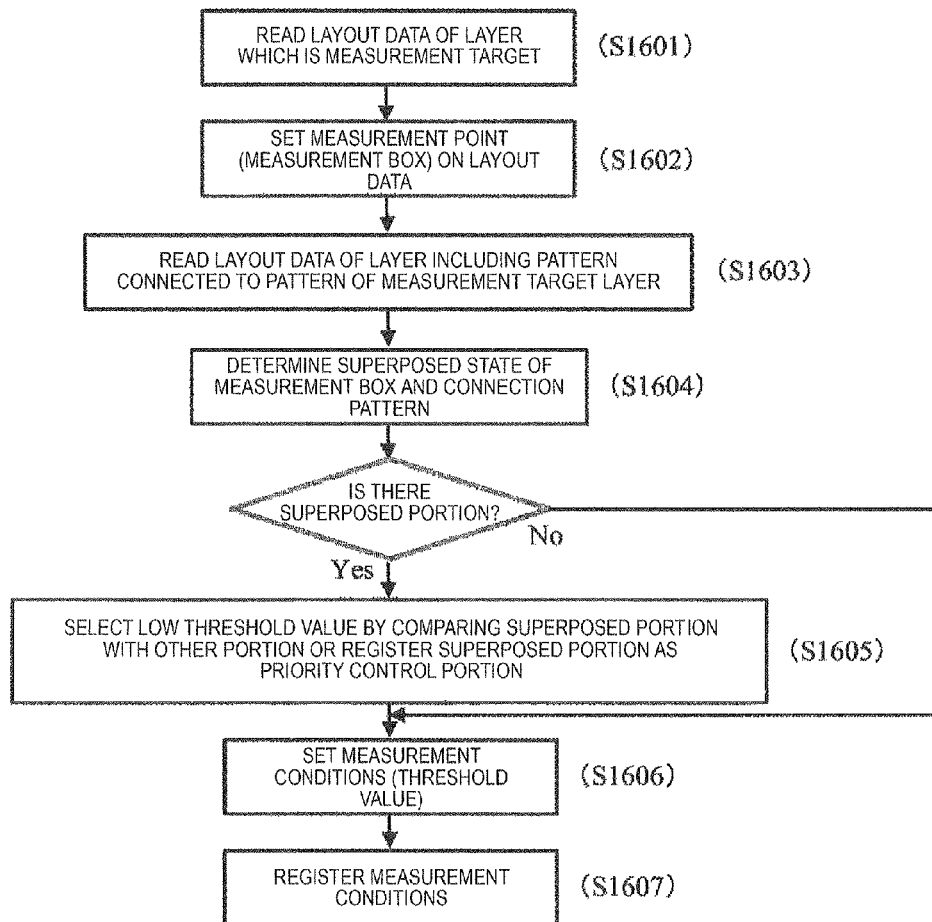 READ LAYOUT DATA OF LAYER
WHICH IS MEASUREMENT TARGET
(S1601)
SET MEASUREMENT POINT
(MEASUREMENT BOX) ON LAYOUT
DATA
(S1602)
READ LAYOUT DATA OF LAYER INCLUDING PATTERN
CONNECTED TO PATTERN OF MEASUREMENT TARGET LAYER
(S1603)
DETERMINE SUPERPOSED STATE OF
MEASUREMENT BOX AND CONNECTION
PATTERN
(S1604)
IS THERE
SUPERPOSED PORTION?
No
Yes
SELECT LOW THRESHOLD VALUE BY COMPARING SUPERPOSED PORTION
WITH OTHER PORTION OR REGISTER SUPERPOSED PORTION AS
PRIORITY CONTROL PORTION
(S1605)
SET MEASUREMENT
CONDITIONS (THRESHOLD
VALUE)
(S1606)
REGISTER MEASUREMENT
CONDITIONS
(S1607)